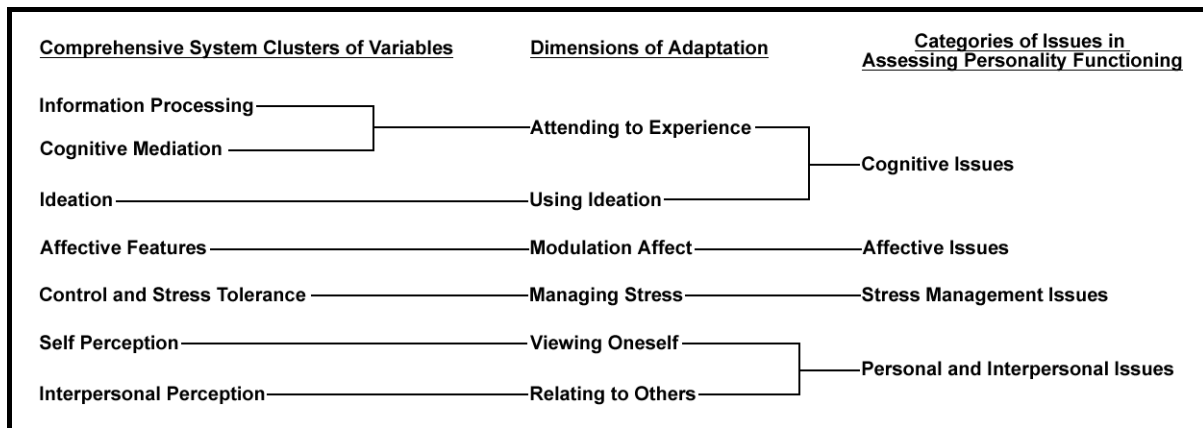 Comprehensive System Clusters of Variables Dimensions of Adaptation Categories of Issues in
Assessing Personality Functioning
Information Processing
Attending to Experience
Cognitive Mediation
Cognitive Issues
Ideation Using Ideation
Affective Features Modulation Affect Affective Issues
Control and Stress Tolerance Managing Stress Stress Management Issues
Self Perception Viewing Oneself
Personal and Interpersonal Issues
Interpersonal Perception Relating to Others